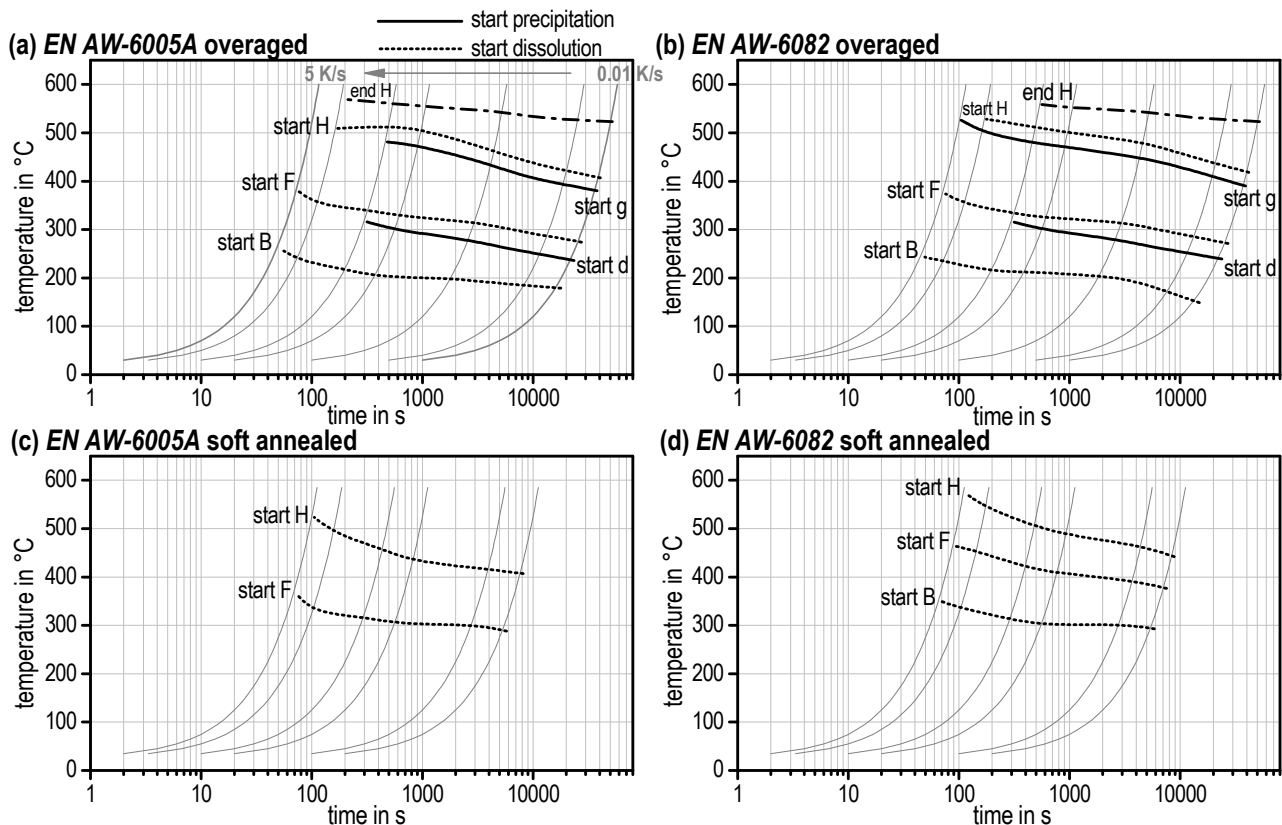 start precipitation
start dissolution
(a) EN AW-6005A overaged
(b) EN AW-6082 overaged
600
500
400
300
200
100
0
temperature in °C
5 K/s
0.01 K/s
end H
start H
start F
start B
start g
start d
1
10
100
1000
10000
time in s
600
500
400
300
200
100
0
temperature in °C
end H
start H
start F
start B
start g
start d
1
10
100
1000
10000
time in s
(c) EN AW-6005A soft annealed
(d) EN AW-6082 soft annealed
600
500
400
300
200
100
0
temperature in °C
start H
start F
1
10
100
1000
10000
time in s
600
500
400
300
200
100
0
temperature in °C
start H
start F
start B
1
10
100
1000
10000
time in s